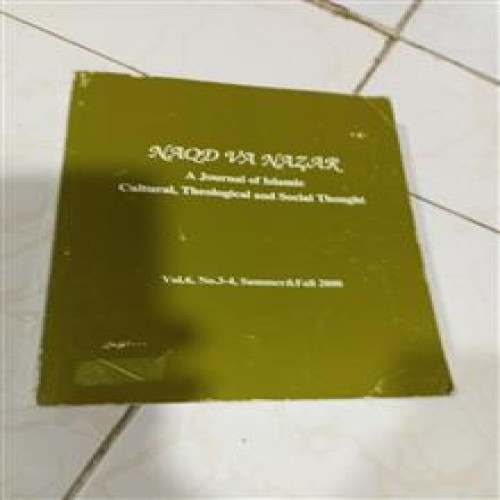 NAQD VA NAZAR
A Journal of Islamic
Cultural, Theological and Social Thought
Vol.6, No.3-4, Summer&Fall 2000